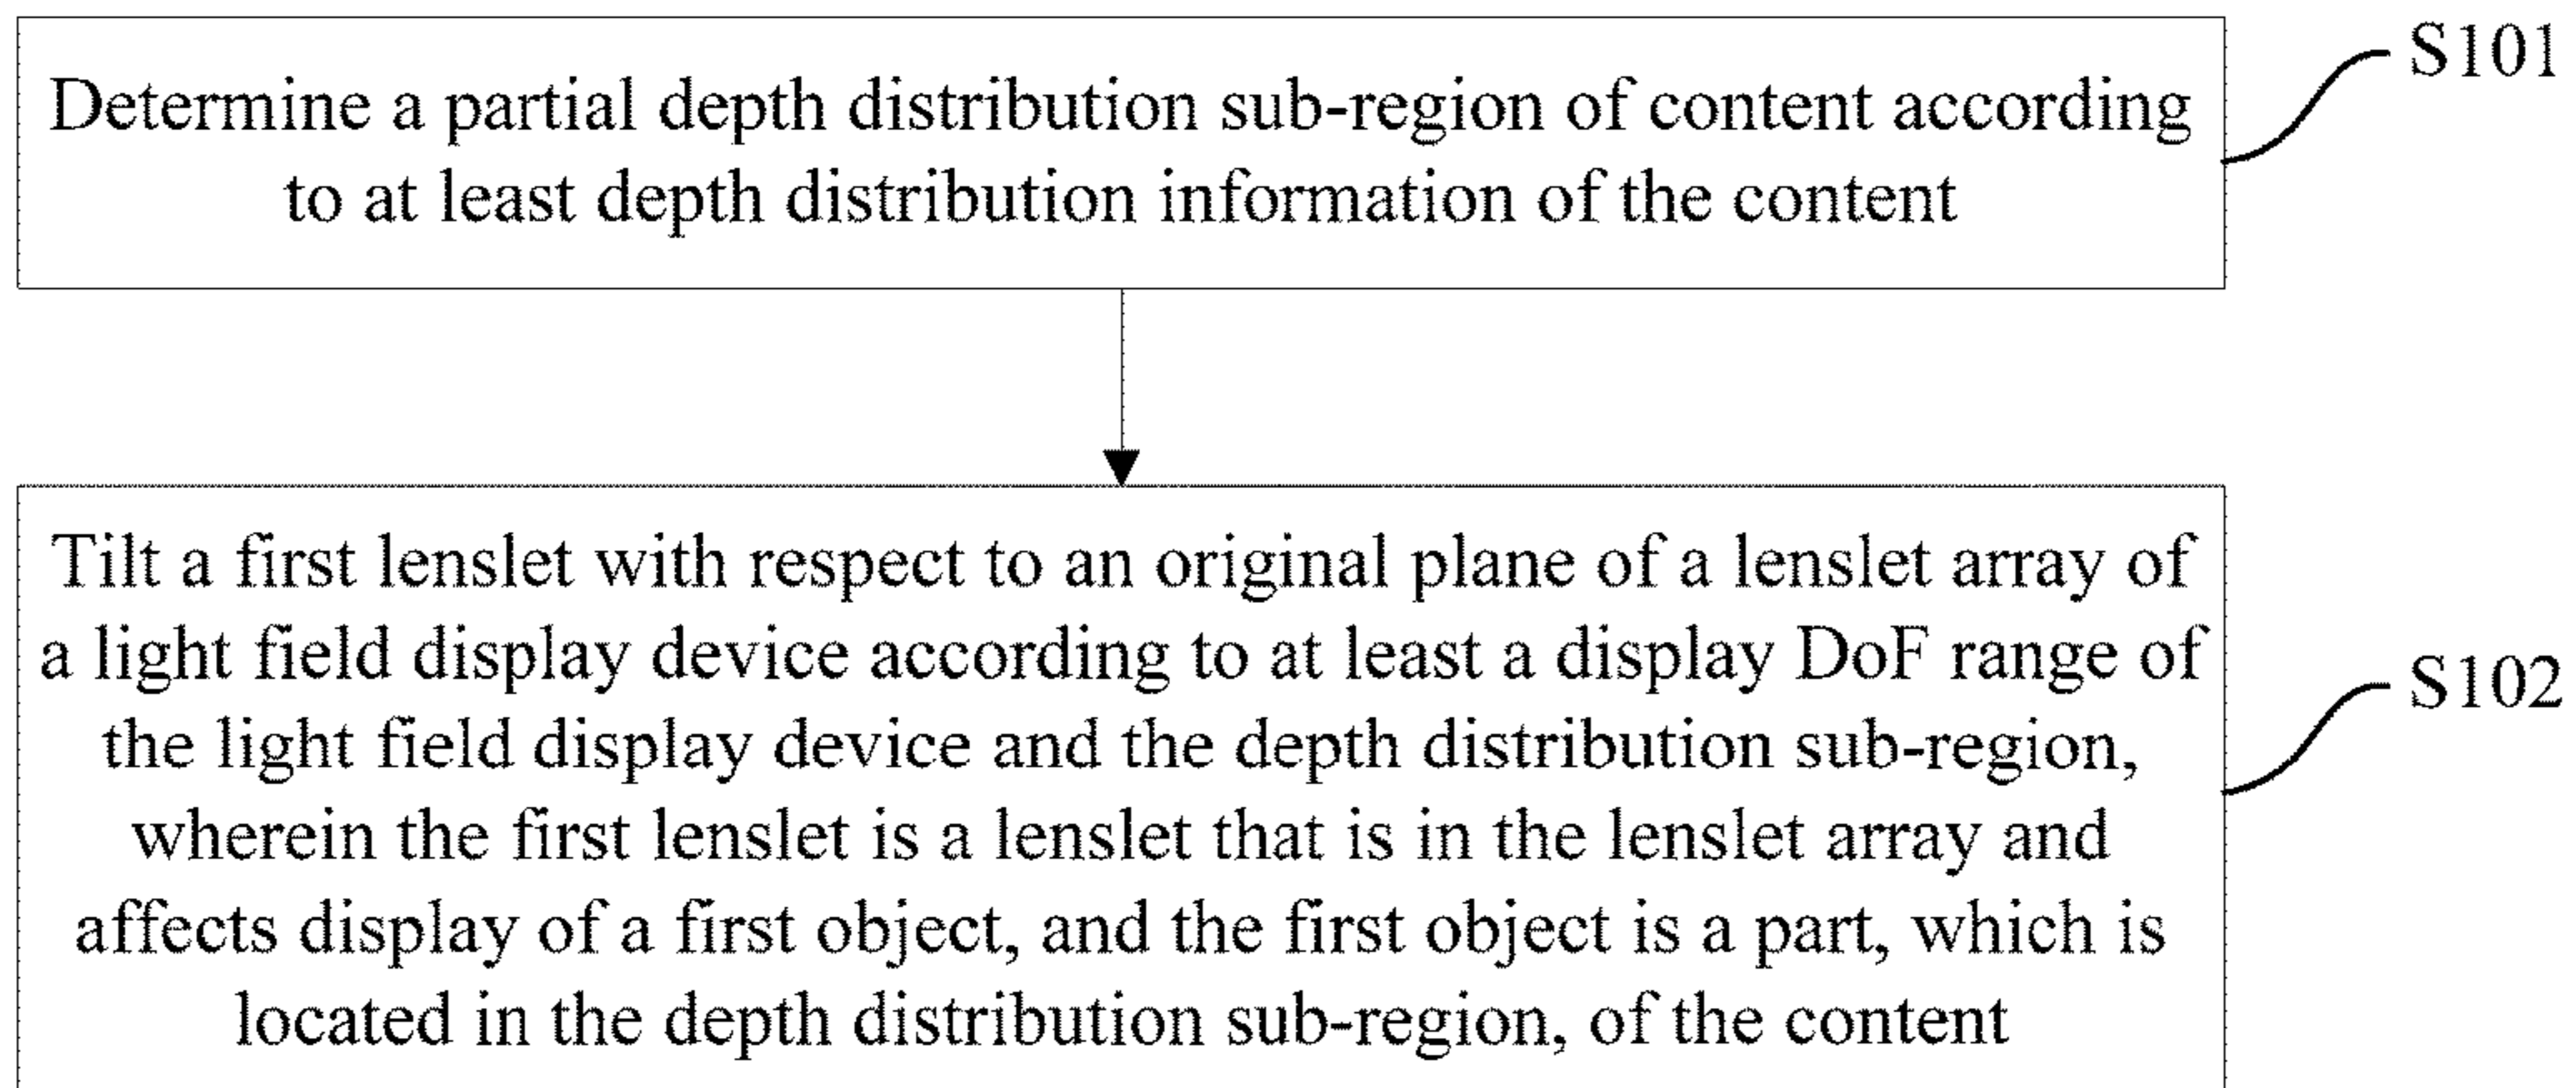 S101
Determine a partial depth distribution sub-region of content according
to at least depth distribution information of the content
Tilt a first lenslet with respect to an original plane of a lenslet array of
a light field display device according to at least a display DoF range of
the light field display device and the depth distribution sub-region,
S102
wherein the first lenslet is a lenslet that is in the lenslet array and
affects display of a first object, and the first object is a part, which is
located in the depth distribution sub-region, of the content